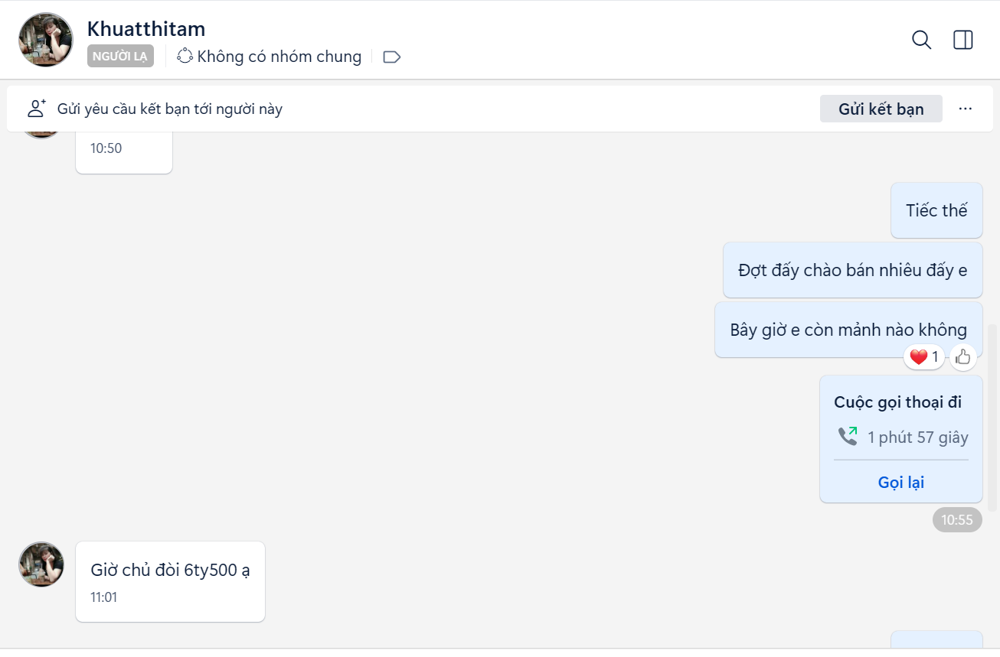 Khuatthitam
NGƯỜI LẠ
Không có nhóm chung
Gửi yêu cầu kết bạn tới người này
Gửi kết bạn
10:50
Tiếc thế
Đợt đấy chào bán nhiêu đấy e
Bây giờ e còn mảnh nào không
1
Cuộc gọi thoại đi
1 phút 57 giây
Gọi lại
10:55
Giờ chủ đòi 6ty500 ạ
11:01